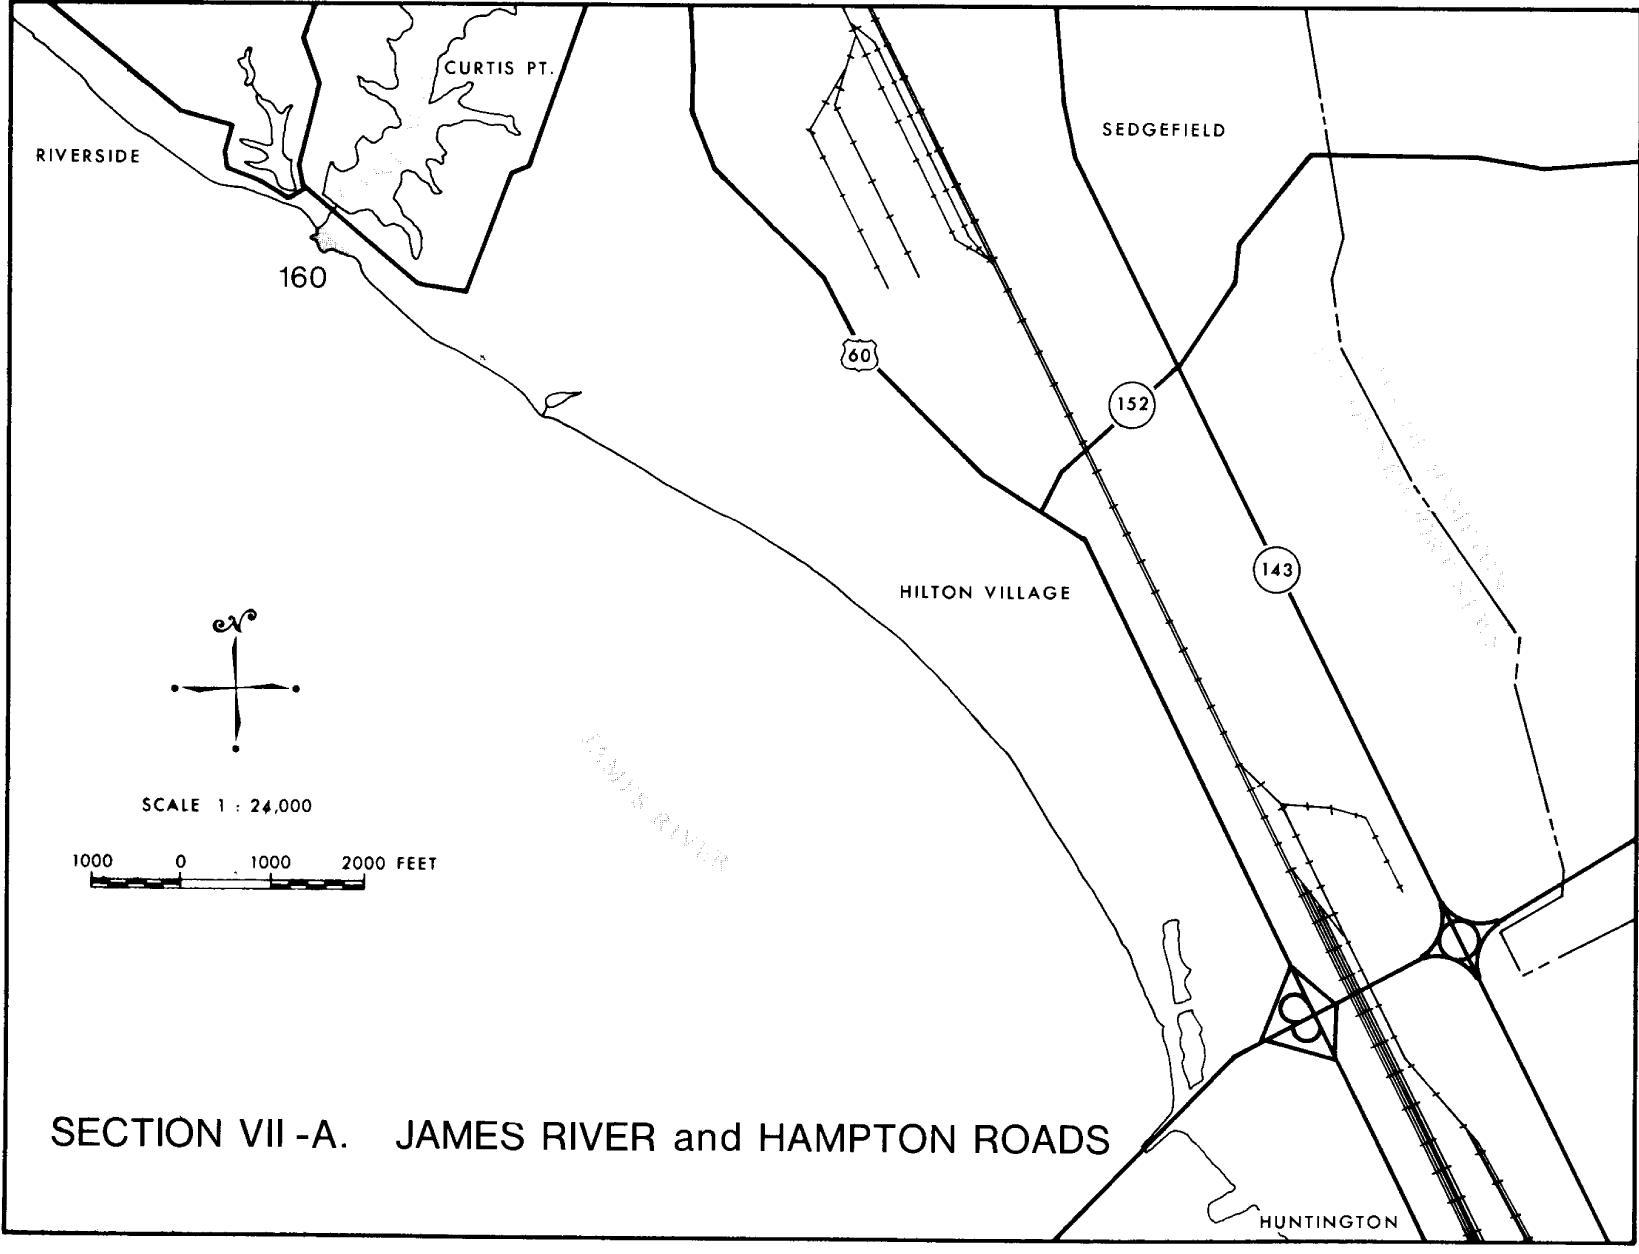 CURTIS PT.
SEDGEFIELD
RIVERSIDE
160
60
152
143
HILTON VILLAGE
N
JAMES RIVER
SCALE 1 : 24,000
1000 0 1000 2000 FEET
SECTION VII-A. JAMES RIVER and HAMPTON ROADS
HUNTINGTON